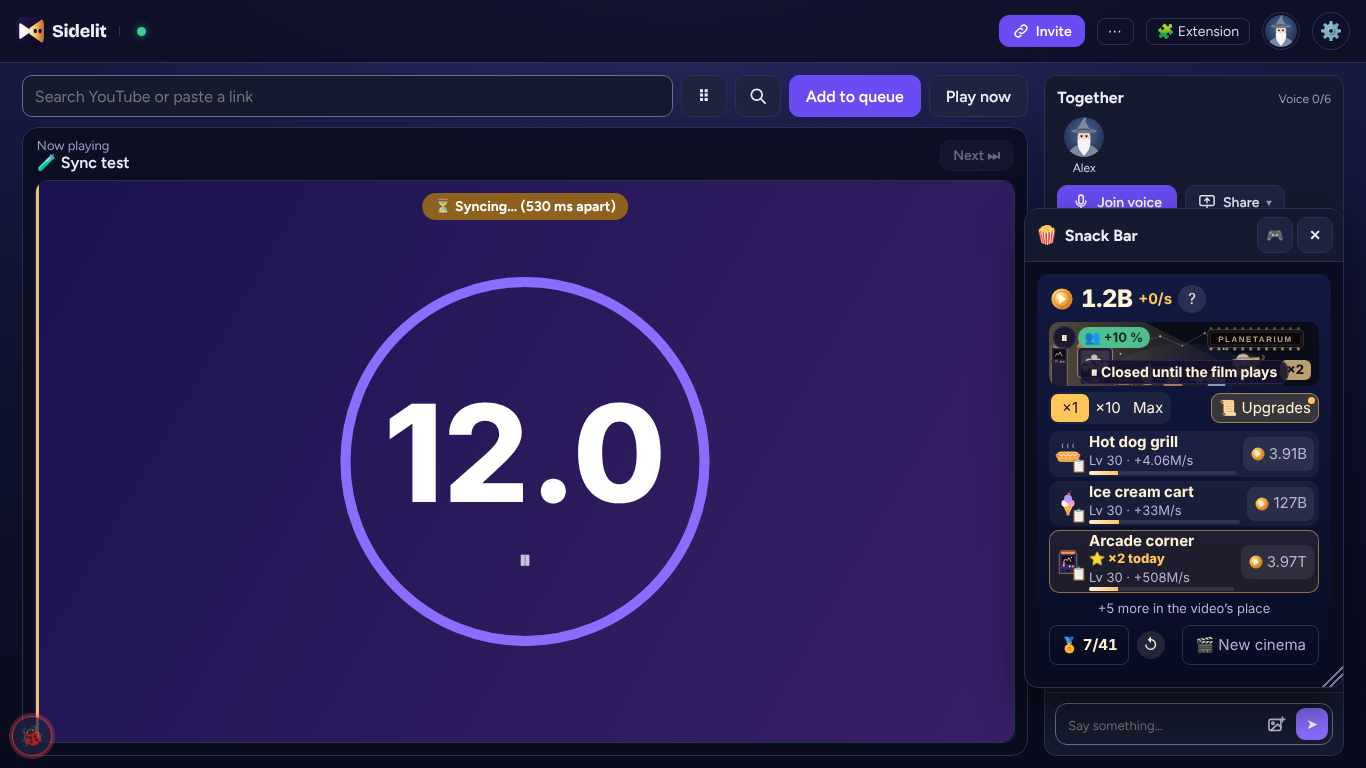 Sidelit
Invite
Extension
Search YouTube or paste a link
Add to queue
Play now
Now playing
Sync test
Next
Syncing... (530 ms apart)
12.0
Together
Voice 0/6
Alex
Join voice
Share
Snack Bar
1.2B +0/s ?
+10 %
PLANETARIUM
Closed until the film plays
×2
×1 ×10 Max
Upgrades
Hot dog grill
Lv 30 · +4.06M/s
3.91B
Ice cream cart
Lv 30 · +33M/s
127B
Arcade corner
×2 today
Lv 30 · +508M/s
3.97T
+5 more in the video's place
7/41
New cinema
Say something...